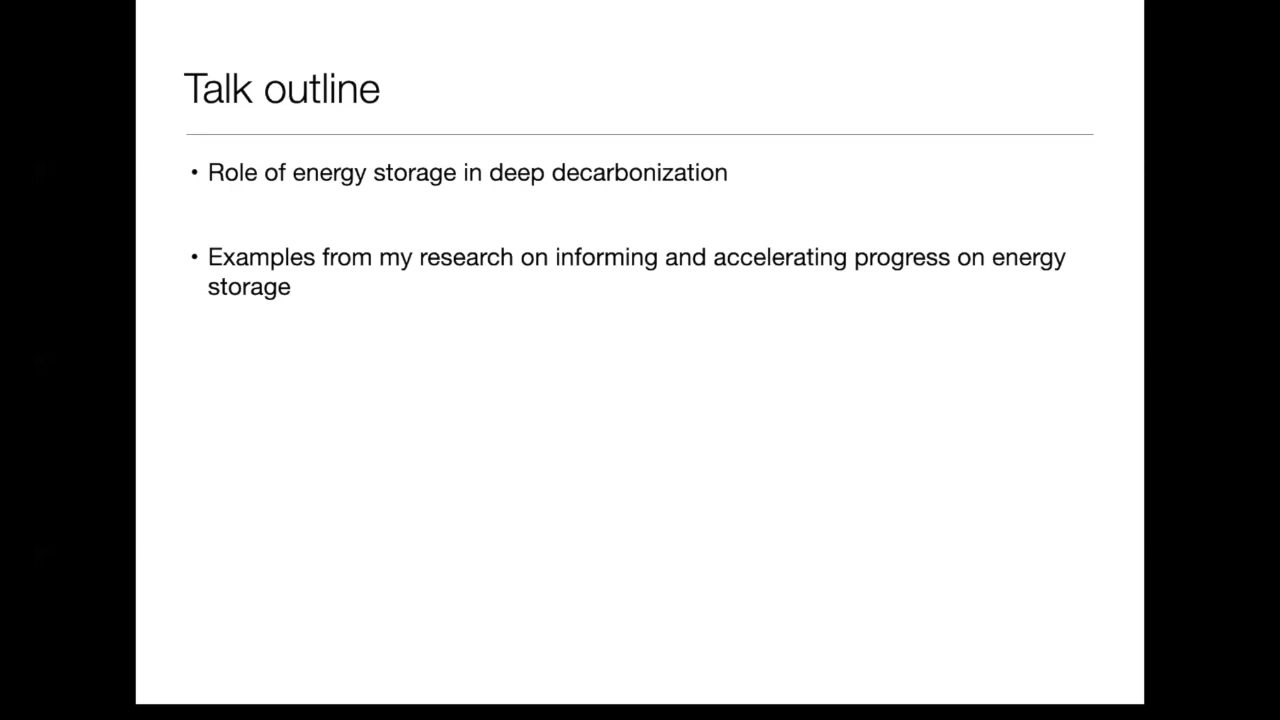 Talk outline
• Role of energy storage in deep decarbonization
• Examples from my research on informing and accelerating progress on energy
storage